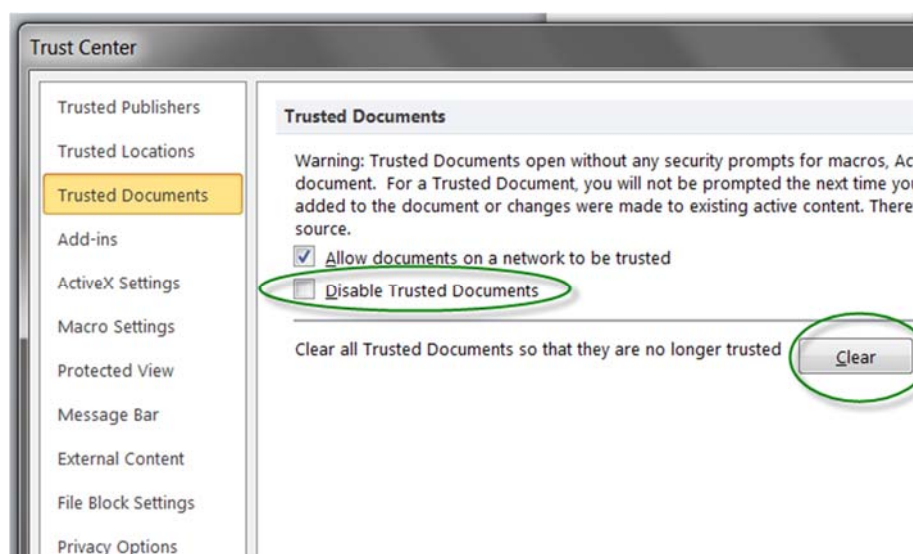 Trust Center
Trusted Publishers
Trusted Locations
Trusted Documents
Add-ins
ActiveX Settings
Macro Settings
Protected View
Message Bar
External Content
File Block Settings
Privacy Options
Trusted Documents
Warning: Trusted Documents open without any security prompts for macros, Ac
document. For a Trusted Document, you will not be prompted the next time you
added to the document or changes were made to existing active content. There
source.
Allow documents on a network to be trusted
Disable Trusted Documents
Clear all Trusted Documents so that they are no longer trusted
Clear